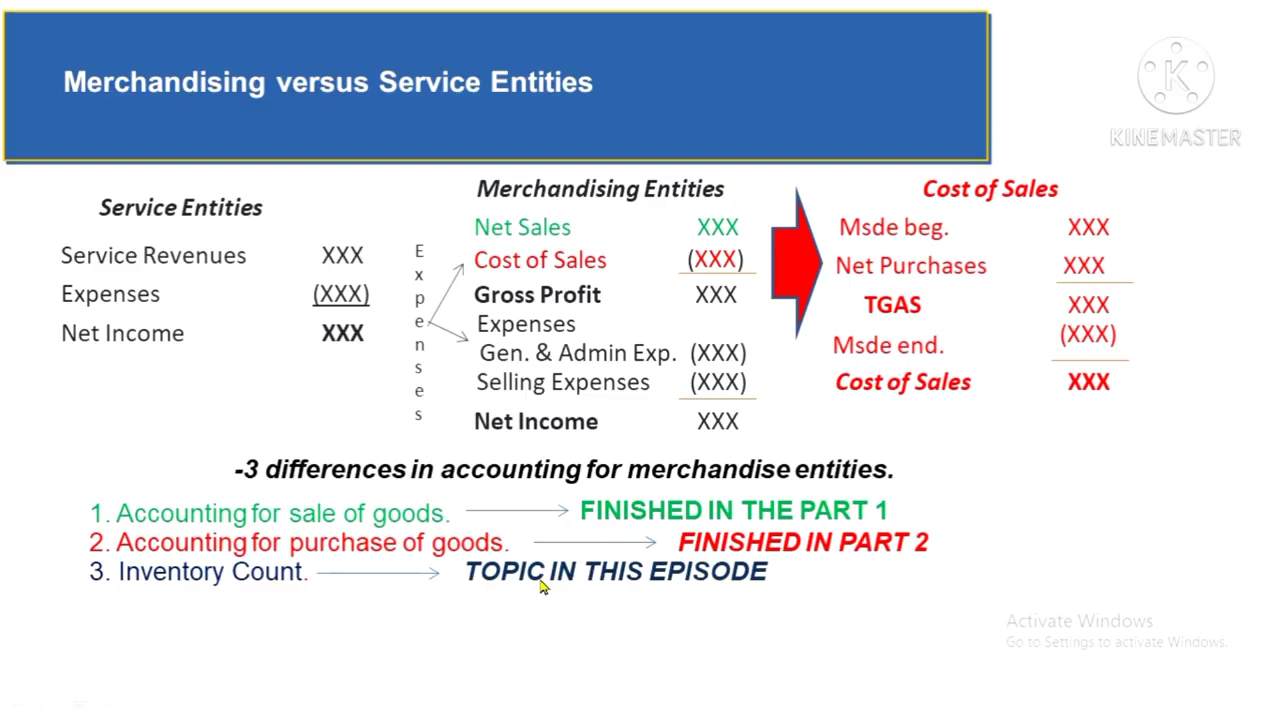 Merchandising versus Service Entities
K
KINEMASTER
Service Entities
Service Revenues XXX
Expenses (XXX)
Net Income XXX
Expenses
Merchandising Entities
Net Sales XXX
Cost of Sales (XXX)
Gross Profit XXX
Expenses
Gen. & Admin Exp. (XXX)
Selling Expenses (XXX)
Net Income XXX
Cost of Sales
Msde beg. XXX
Net Purchases XXX
TGAS XXX
Msde end. (XXX)
Cost of Sales XXX
-3 differences in accounting for merchandise entities.
1. Accounting for sale of goods. FINISHED IN THE PART 1
2. Accounting for purchase of goods. FINISHED IN PART 2
3. Inventory Count. TOPIC IN THIS EPISODE
Activate Windows
Go to Settings to activate Windows.